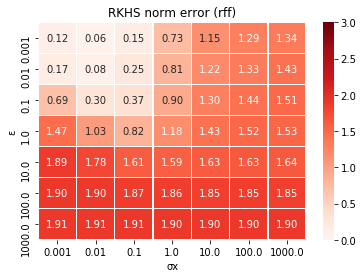 RKHS norm error (rff)
0.001 0.12 0.06 0.15 0.73 1.15 1.29 1.34
0.01 0.17 0.08 0.25 0.81 1.22 1.33 1.43
0.1 0.69 0.30 0.37 0.90 1.30 1.44 1.51
1.0 1.47 1.03 0.82 1.18 1.43 1.52 1.53
10.0 1.89 1.78 1.61 1.59 1.63 1.63 1.64
100.0 1.90 1.90 1.87 1.86 1.85 1.85 1.85
1000.0 1.91 1.91 1.91 1.90 1.90 1.90 1.90
0.001 0.01 0.1 1.0 10.0 100.0 1000.0
σx
ε
3.0
2.5
2.0
1.5
1.0
0.5
0.0